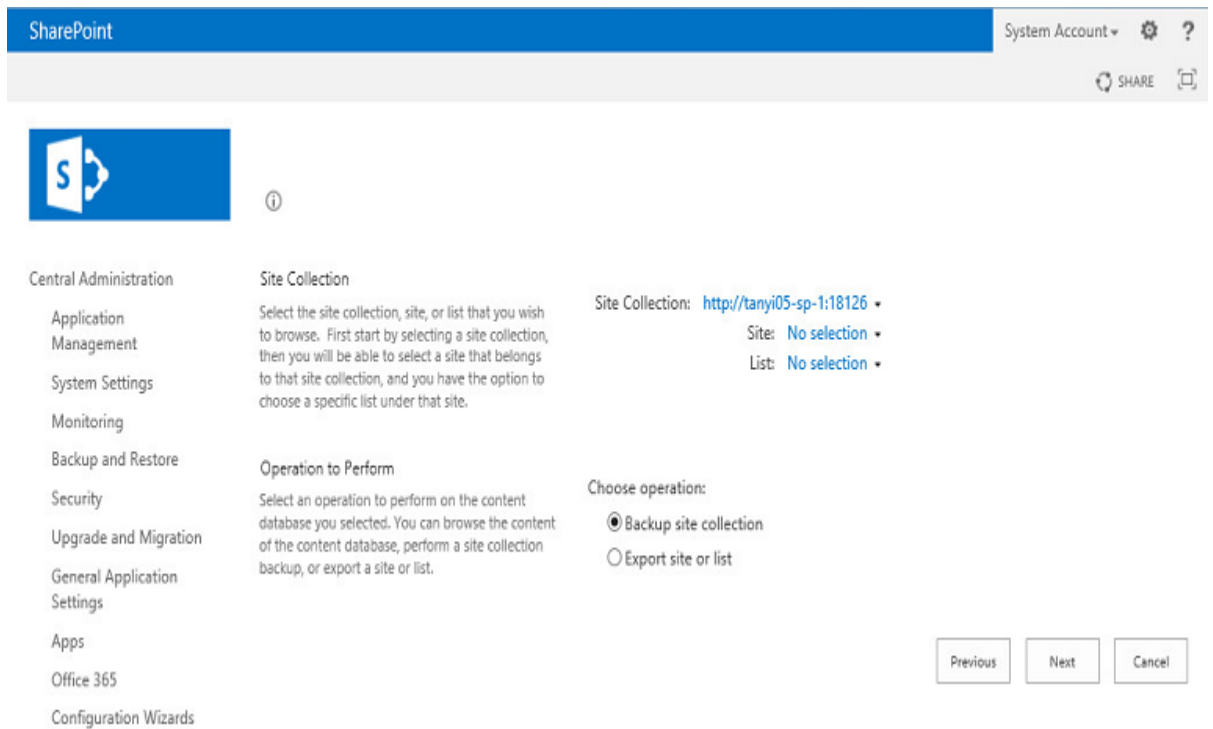 SharePoint
System Account
?
SHARE
S
Central Administration
Application
Management
System Settings
Monitoring
Backup and Restore
Security
Upgrade and Migration
General Application
Settings
Apps
Office 365
Configuration Wizards
Site Collection
Select the site collection, site, or list that you wish
to browse. First start by selecting a site collection,
then you will be able to select a site that belongs
to that site collection, and you have the option to
choose a specific list under that site.
Site Collection: http://tanyi05-sp-1:18126
Site: No selection
List: No selection
Operation to Perform
Select an operation to perform on the content
database you selected. You can browse the content
of the content database, perform a site collection
backup, or export a site or list.
Choose operation:
Backup site collection
Export site or list
Previous Next Cancel